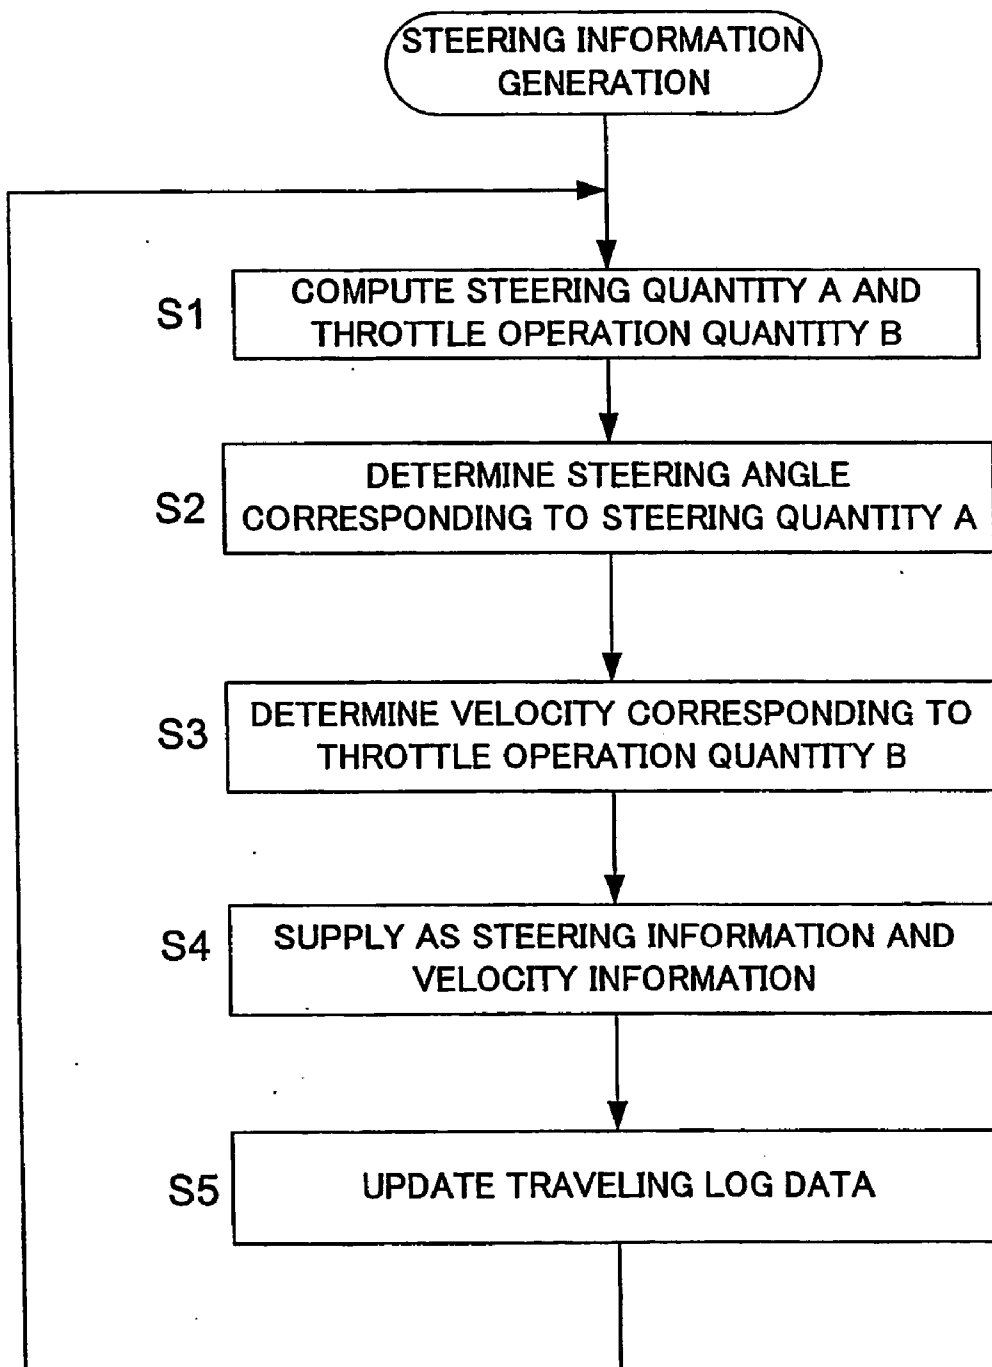 STEERING INFORMATION
GENERATION
S1
COMPUTE STEERING QUANTITY A AND
THROTTLE OPERATION QUANTITY B
S2
DETERMINE STEERING ANGLE
CORRESPONDING TO STEERING QUANTITY A
S3
DETERMINE VELOCITY CORRESPONDING TO
THROTTLE OPERATION QUANTITY B
S4
SUPPLY AS STEERING INFORMATION AND
VELOCITY INFORMATION
S5
UPDATE TRAVELING LOG DATA